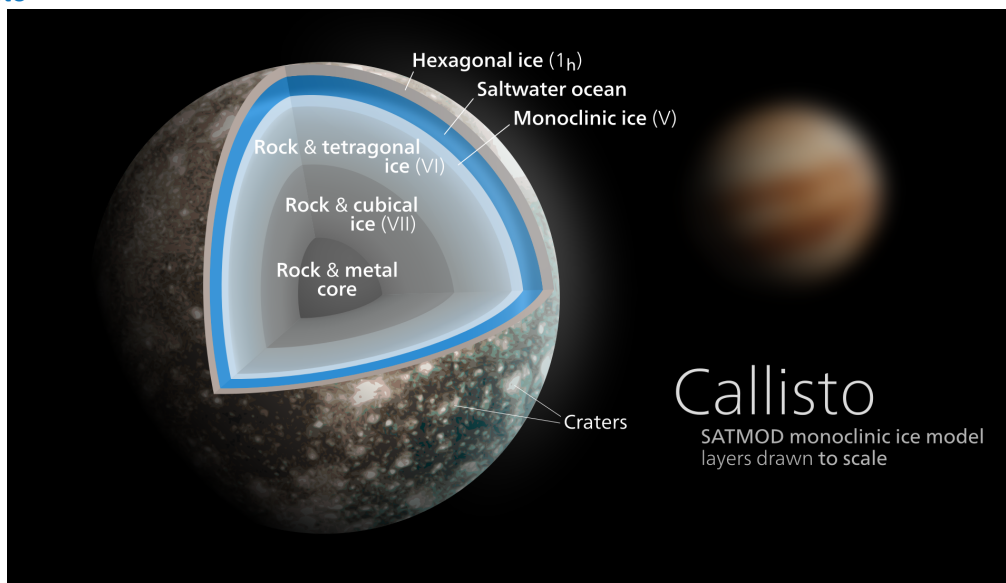 Hexagonal ice (1h)
Saltwater ocean
Monoclinic ice (V)
Rock & tetragonal
ice (VI)
Rock & cubical
ice (VII)
Rock & metal
core
Craters
Callisto
SATMOD monoclinic ice model
layers drawn to scale